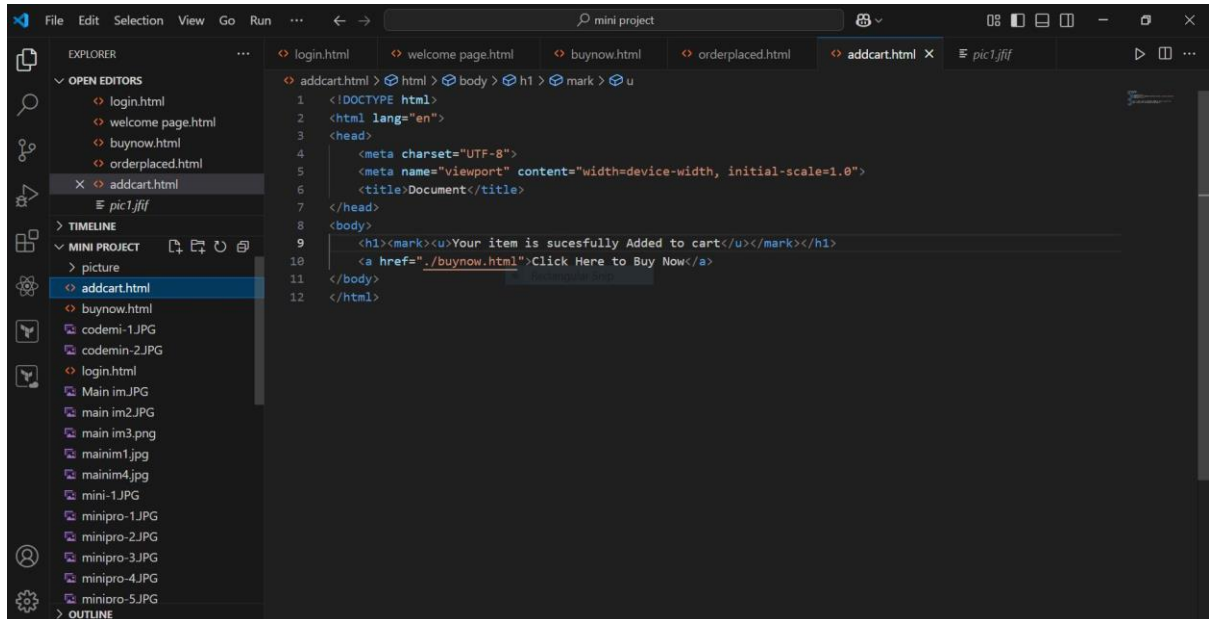 File Edit Selection View Go Run ··· mini project
EXPLORER ···
OPEN EDITORS
login.html
welcome page.html
buynow.html
orderplaced.html
addcart.html
pic1.jfif
TIMELINE
MINI PROJECT
picture
addcart.html
buynow.html
codemi-1.JPG
codemin-2.JPG
login.html
Main im.JPG
main im2.JPG
main im3.png
mainim1.jpg
mainim4.jpg
mini-1.JPG
minipro-1.JPG
minipro-2.JPG
minipro-3.JPG
minipro-4.JPG
minipro-5.JPG
OUTLINE
login.html welcome page.html buynow.html orderplaced.html addcart.html pic1.jfif ···
addcart.html > html > body > h1 > mark > u
1 <!DOCTYPE html>
2 <html lang="en">
3 <head>
4 <meta charset="UTF-8">
5 <meta name="viewport" content="width=device-width, initial-scale=1.0">
6 <title>Document</title>
7 </head>
8 <body>
9 <h1><mark><u>Your item is sucesfully Added to cart</u></mark></h1>
10 <a href="./buynow.html">Click Here to Buy Now</a>
Rectangular Snip
11 </body>
12 </html>